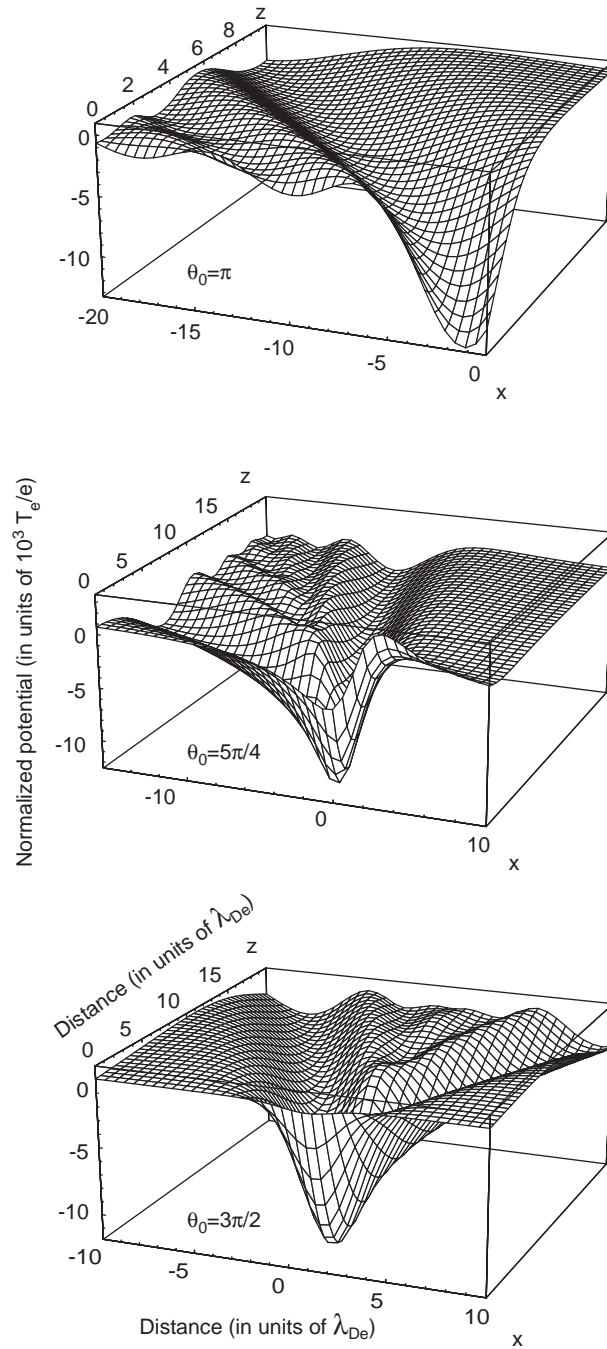 z
0 2 4 6 8
0
-5
-10
θ₀=π
-20 -15 -10 -5 0
x
Normalized potential (in units of 10³ Tₑ/e)
z
0 5 10 15
0
-5
-10
θ₀=5π/4
-10 0 10
x
Distance (in units of λ_De)
z
0 5 10 15
0
-5
-10
θ₀=3π/2
-10 -5 0 5 10
Distance (in units of λ_De)
x